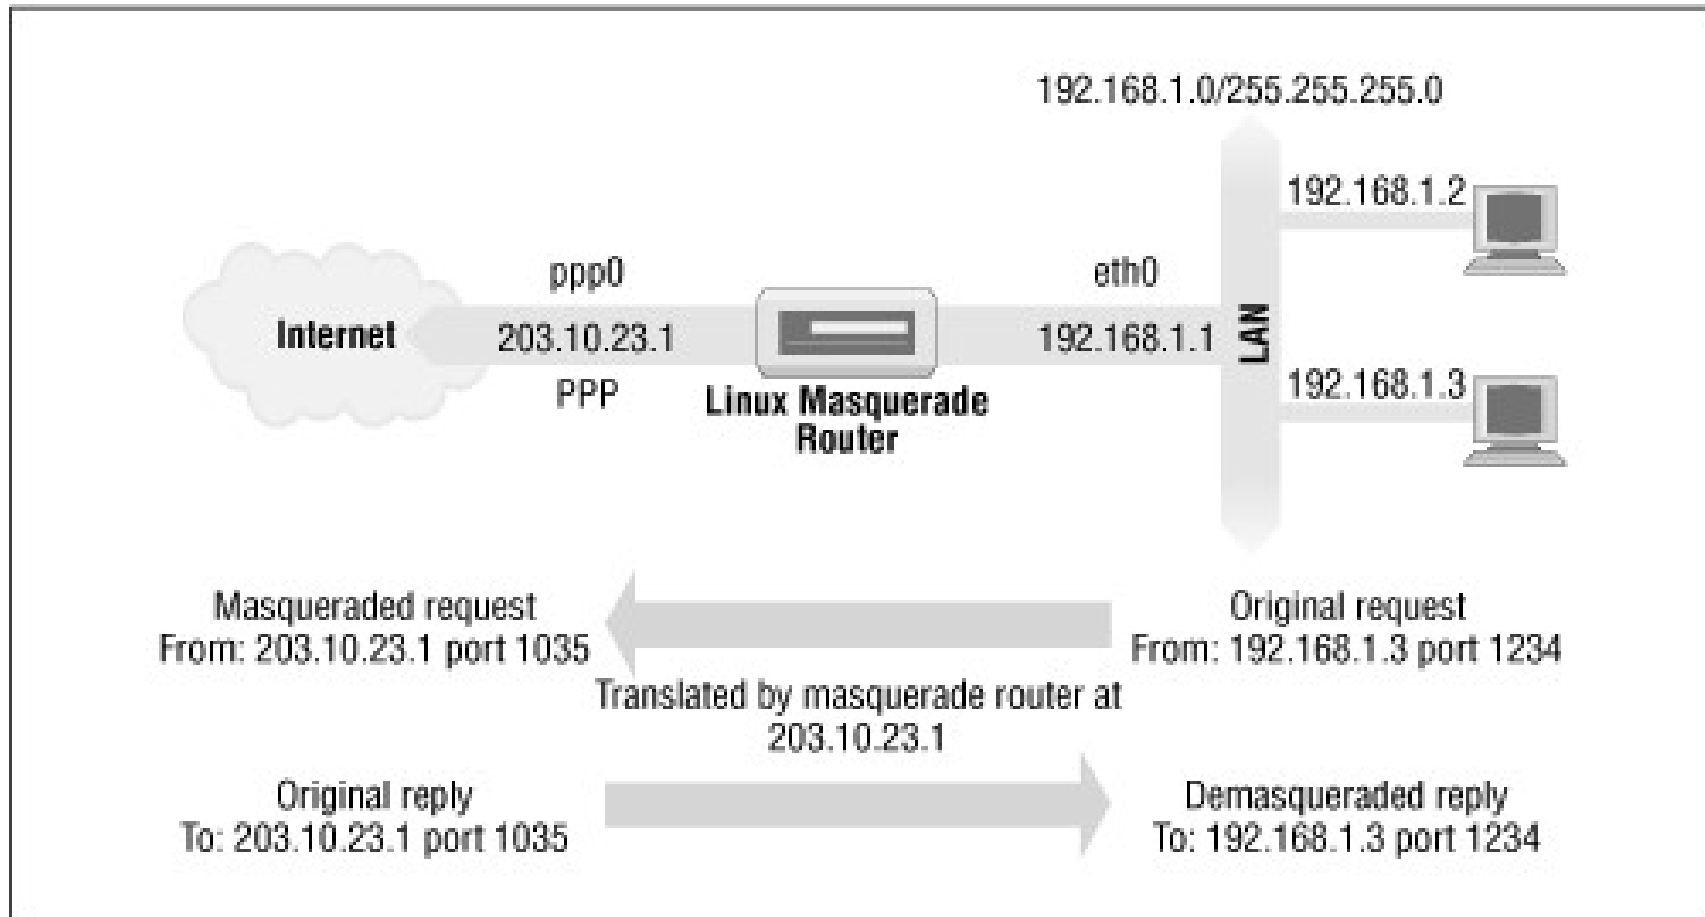 192.168.1.0/255.255.255.0
192.168.1.2
ppp0
eth0
Internet
203.10.23.1
192.168.1.1
LAN
PPP
192.168.1.3
Linux Masquerade
Router
Masqueraded request
From: 203.10.23.1 port 1035
Original request
From: 192.168.1.3 port 1234
Translated by masquerade router at
203.10.23.1
Original reply
To: 203.10.23.1 port 1035
Demasqueraded reply
To: 192.168.1.3 port 1234